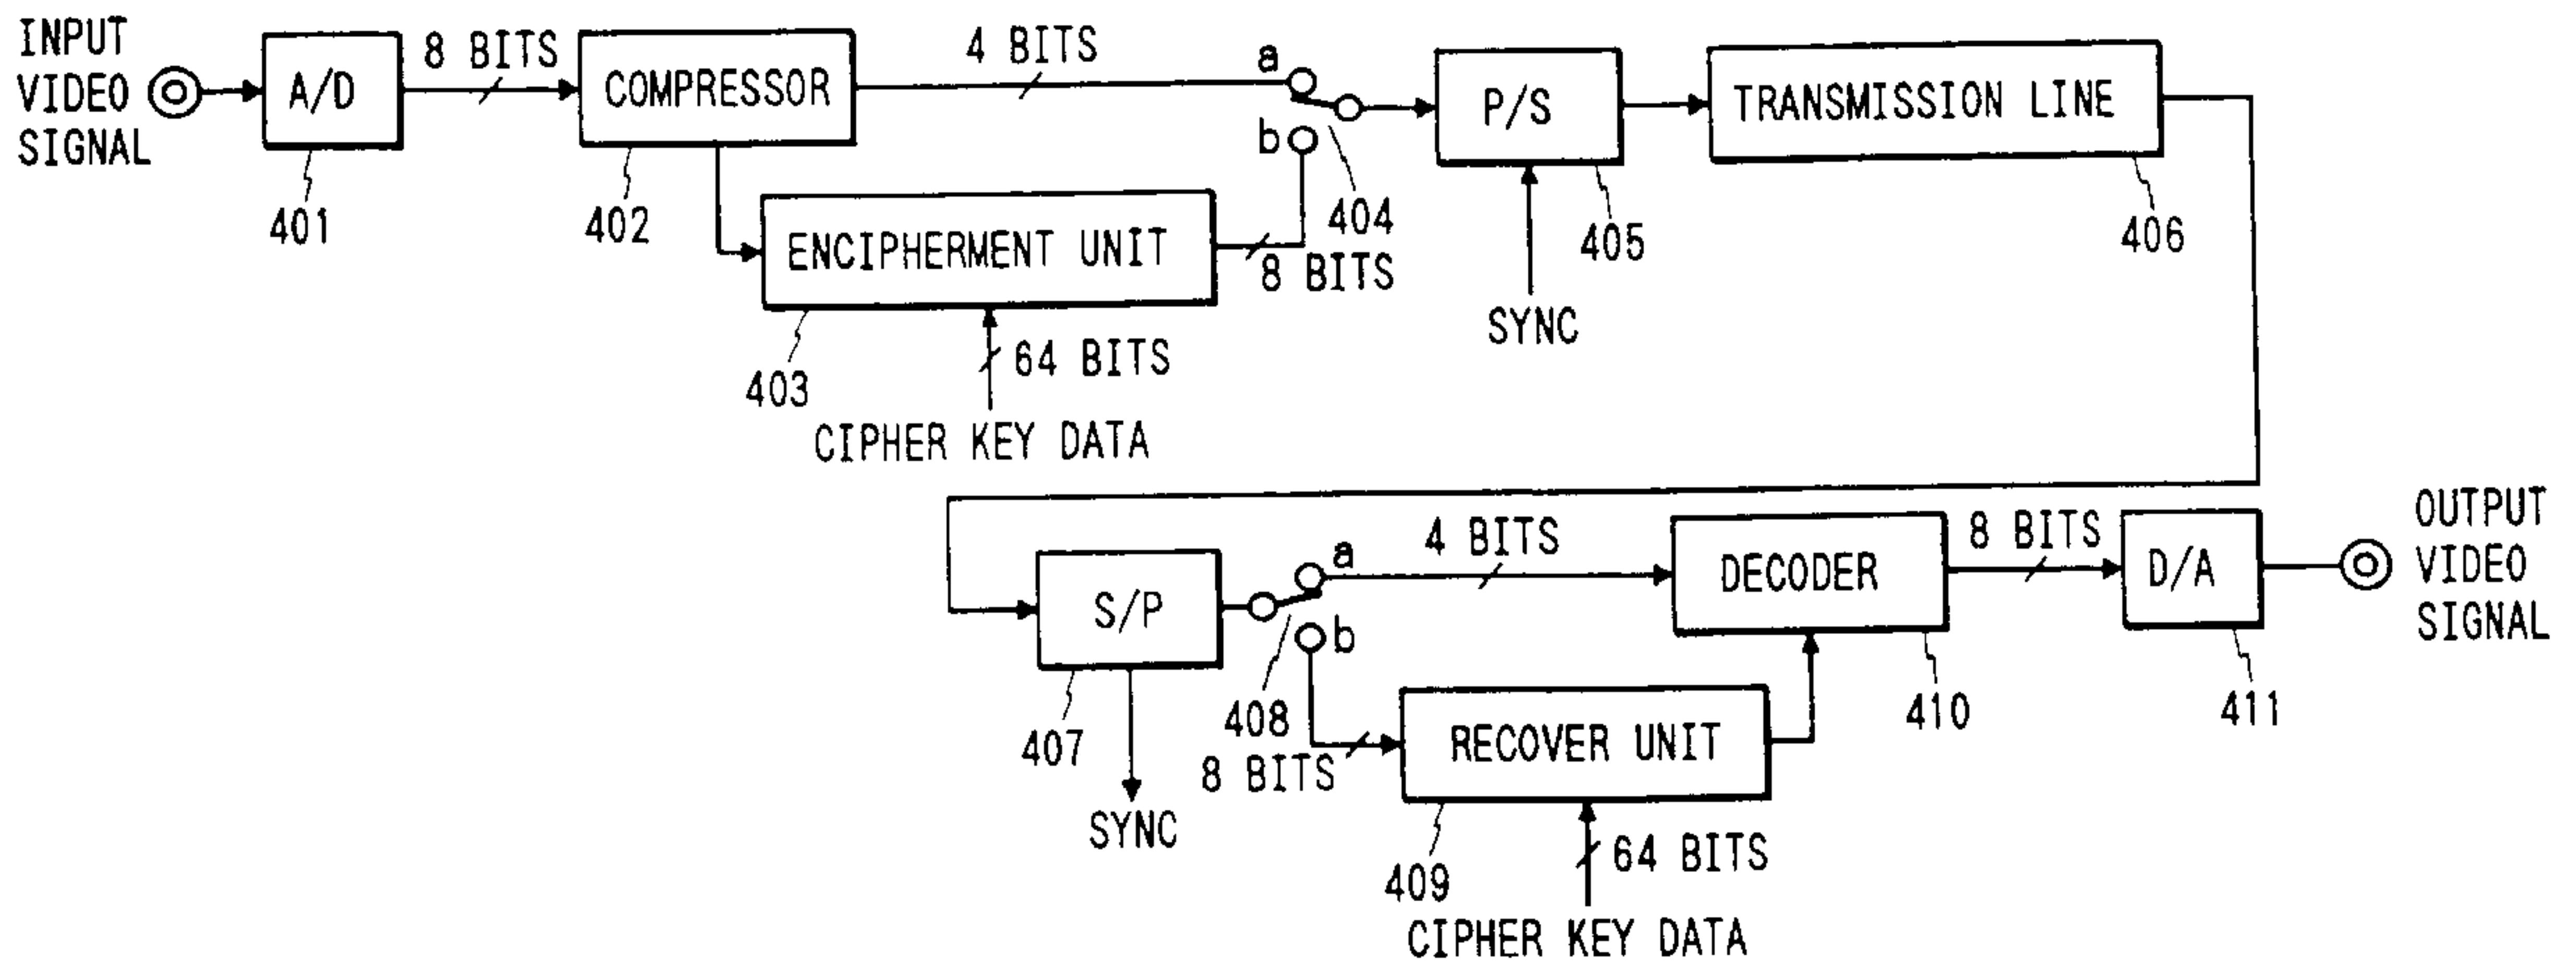 INPUT
VIDEO
SIGNAL
A/D
401
8 BITS
COMPRESSOR
402
4 BITS
a
b
404
ENCIPHERMENT UNIT
403
8 BITS
64 BITS
CIPHER KEY DATA
P/S
405
SYNC
TRANSMISSION LINE
406
S/P
407
SYNC
408
a
b
4 BITS
8 BITS
RECOVER UNIT
409
64 BITS
CIPHER KEY DATA
DECODER
410
8 BITS
D/A
411
OUTPUT
VIDEO
SIGNAL